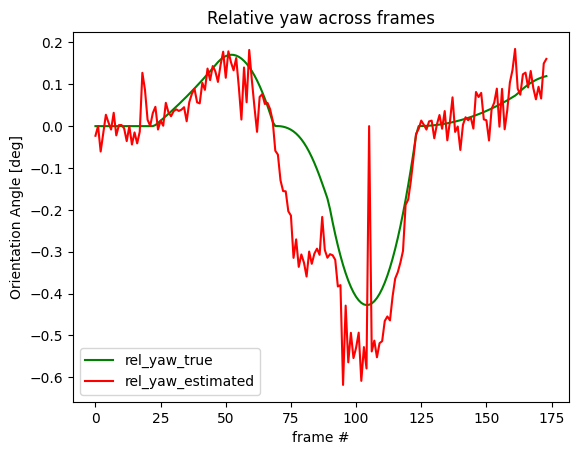 Relative yaw across frames
Orientation Angle [deg]
0.2
0.1
0.0
−0.1
−0.2
−0.3
−0.4
−0.5
−0.6
rel_yaw_true
rel_yaw_estimated
0 25 50 75 100 125 150 175
frame #